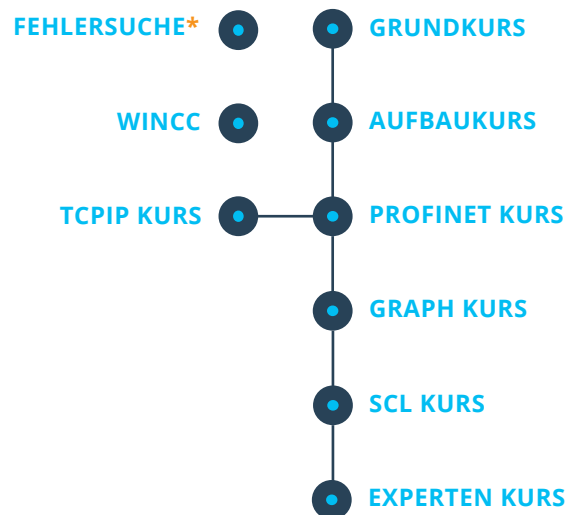 FEHLERSUCHE*
GRUNDKURS
WINCC
AUFBAUKURS
TCPIP KURS
PROFINET KURS
GRAPH KURS
SCL KURS
EXPERTEN KURS